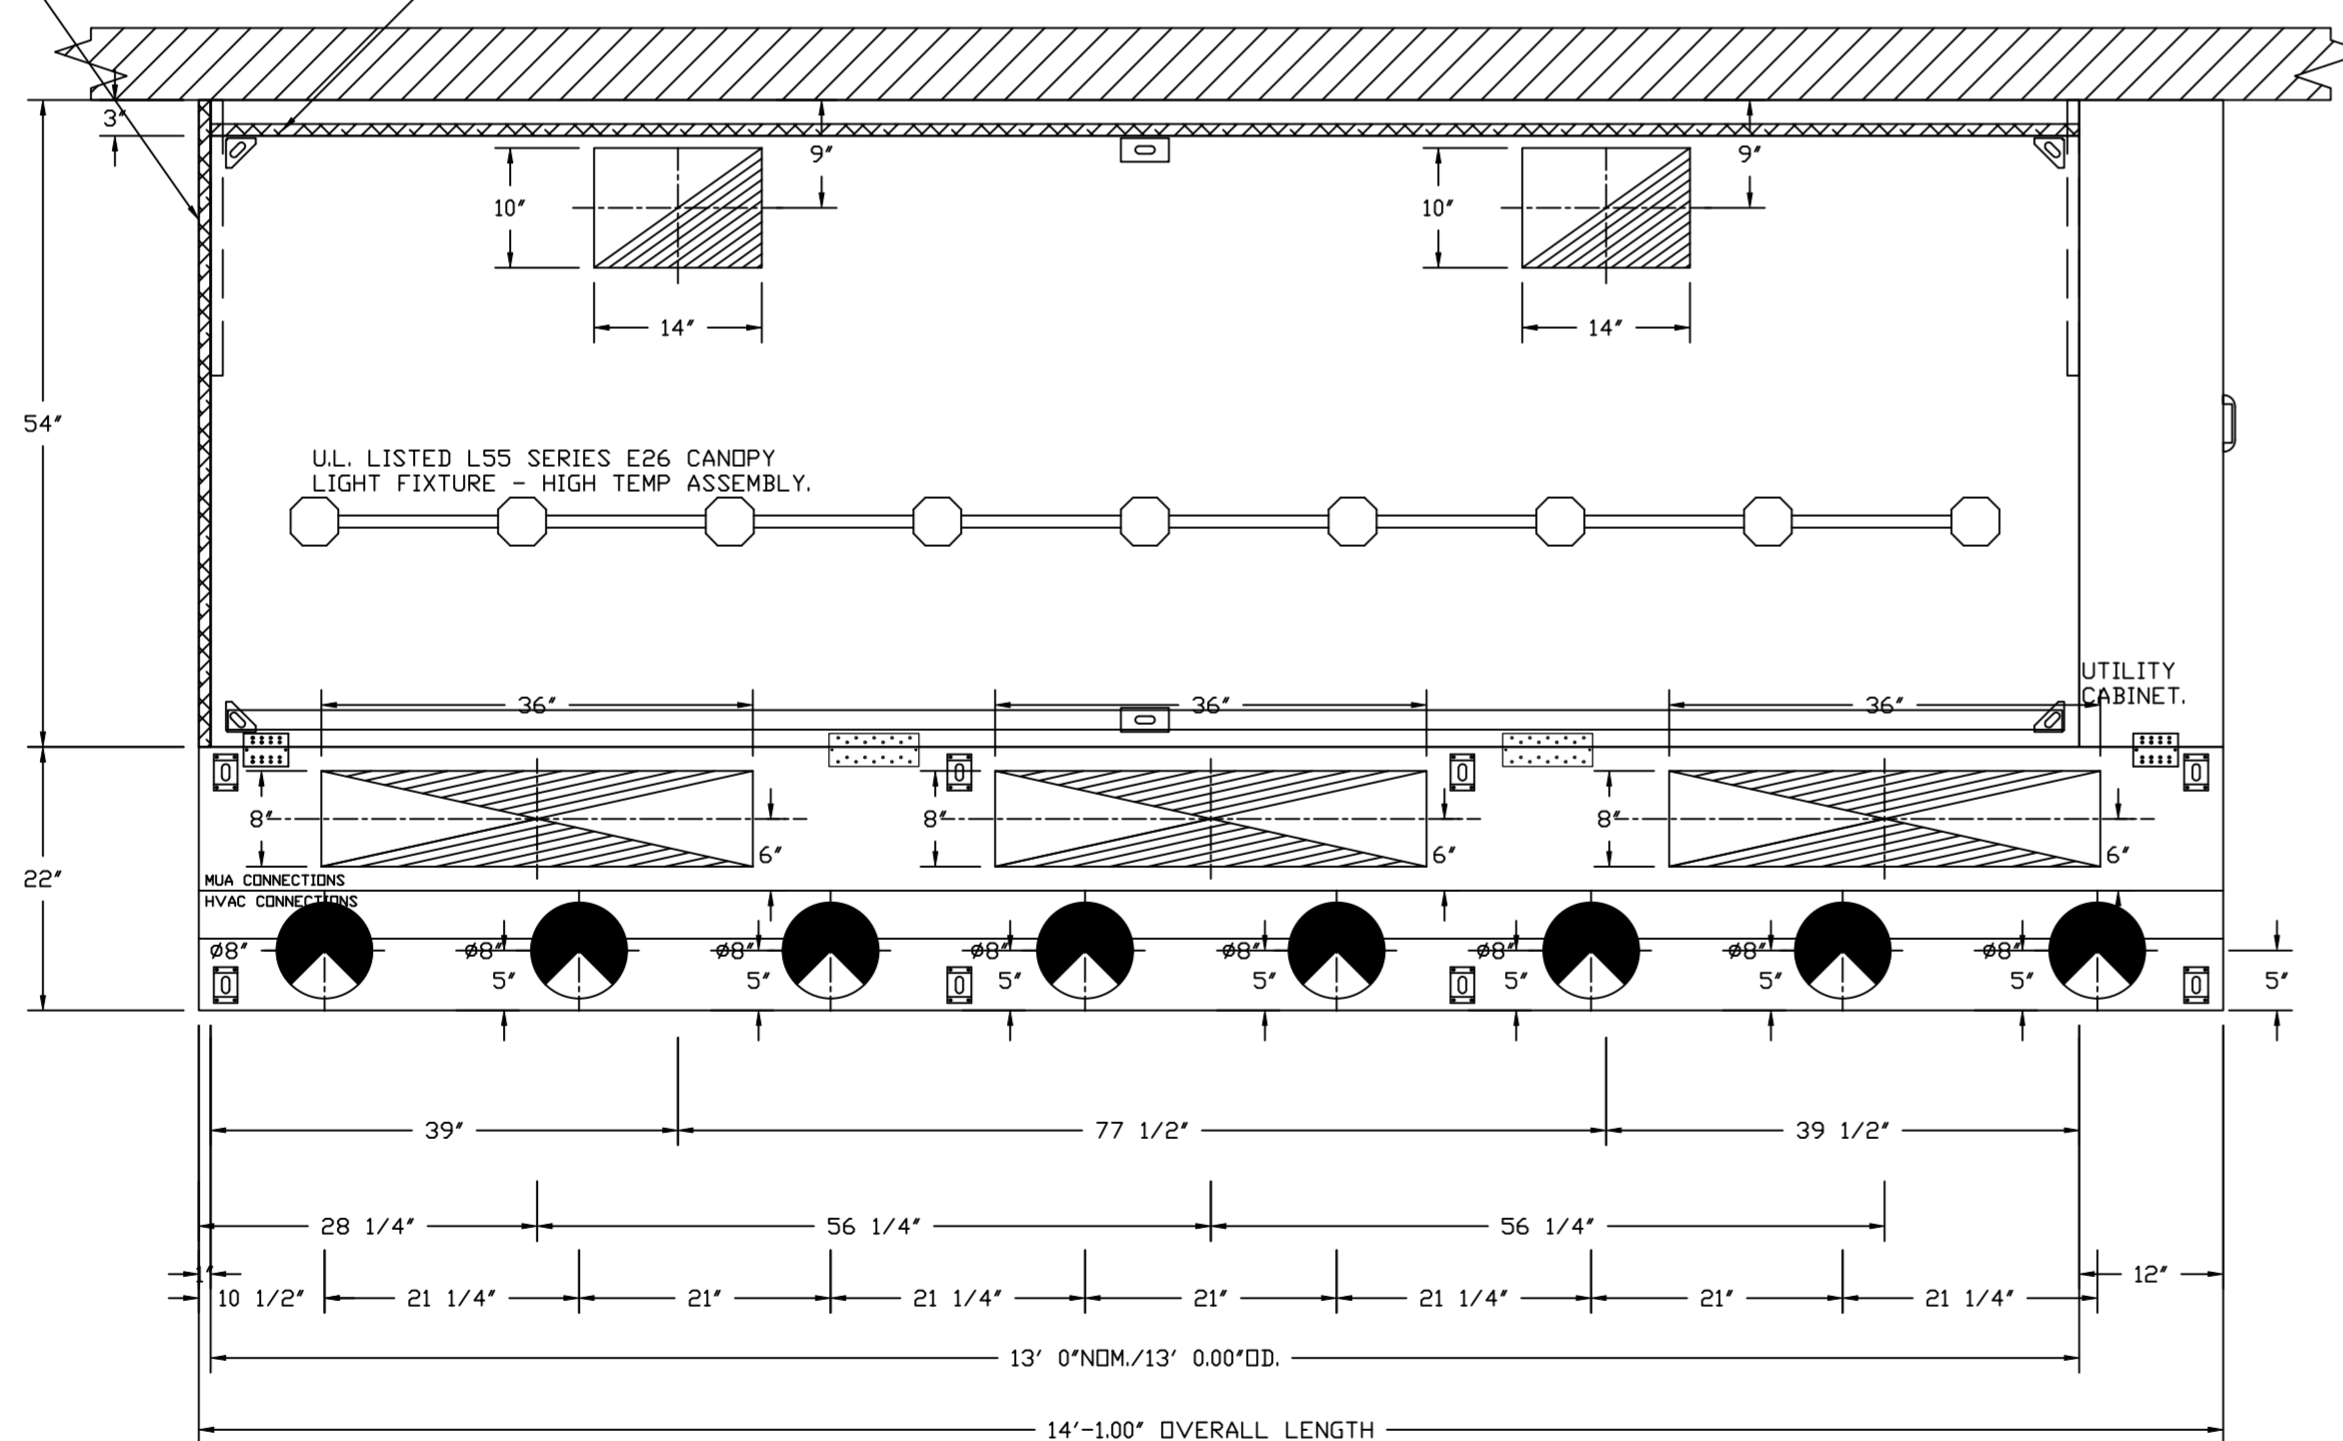 3″
9″
9″
10″
10″
14″
14″
54″
U.L. LISTED L55 SERIES E26 CANOPY
LIGHT FIXTURE - HIGH TEMP ASSEMBLY.
UTILITY
CABINET.
36″
36″
36″
8″
8″
8″
6″
6″
6″
22″
MUA CONNECTIONS
HVAC CONNECTIONS
ø8″
ø8″
ø8″
ø8″
ø8″
ø8″
ø8″
ø8″
5″
5″
5″
5″
5″
5″
5″
5″
39″
77 1/2″
39 1/2″
28 1/4″
56 1/4″
56 1/4″
1″
12″
10 1/2″
21 1/4″
21″
21 1/4″
21″
21 1/4″
21″
21 1/4″
13′ 0″NOM./13′ 0.00″OD.
14′-1.00″ OVERALL LENGTH